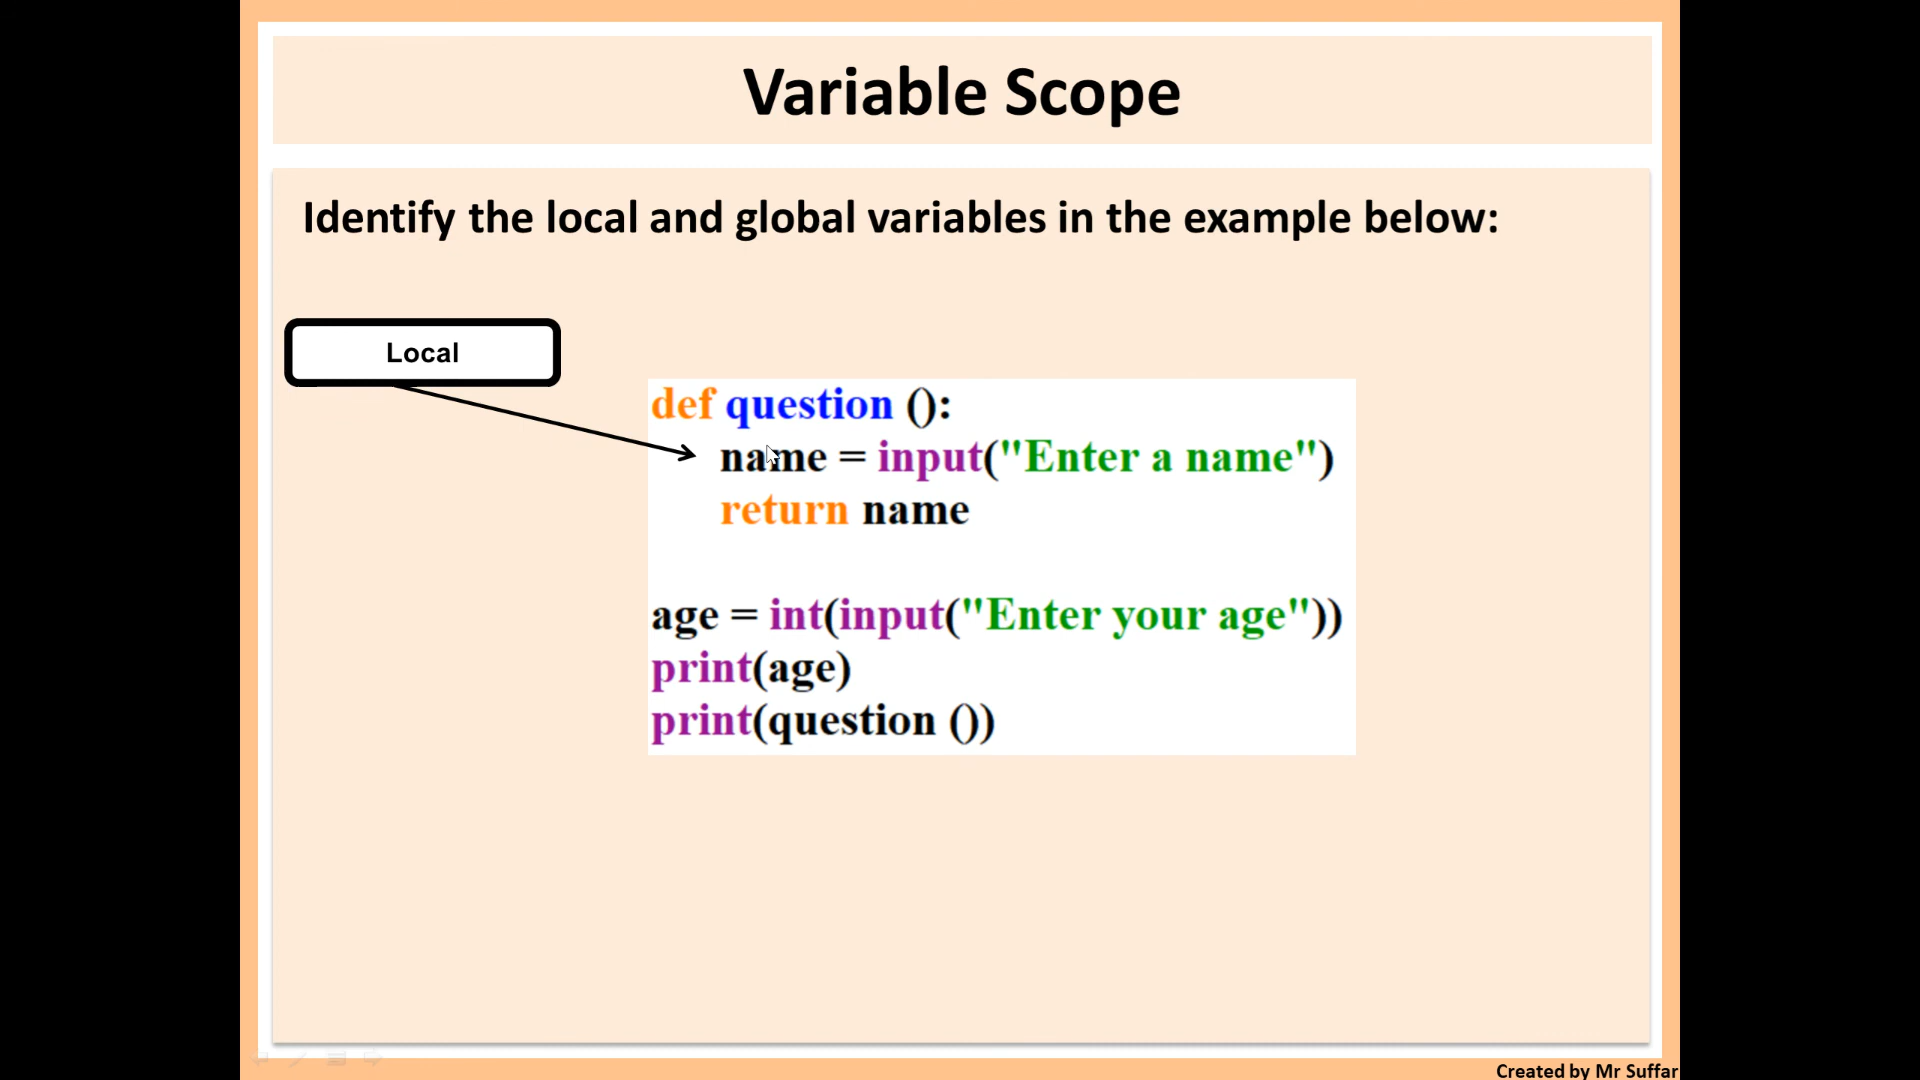 Variable Scope
Identify the local and global variables in the example below:
Local
def question ():
name = input("Enter a name")
return name
age = int(input("Enter your age"))
print(age)
print(question ())
Created by Mr Suffar